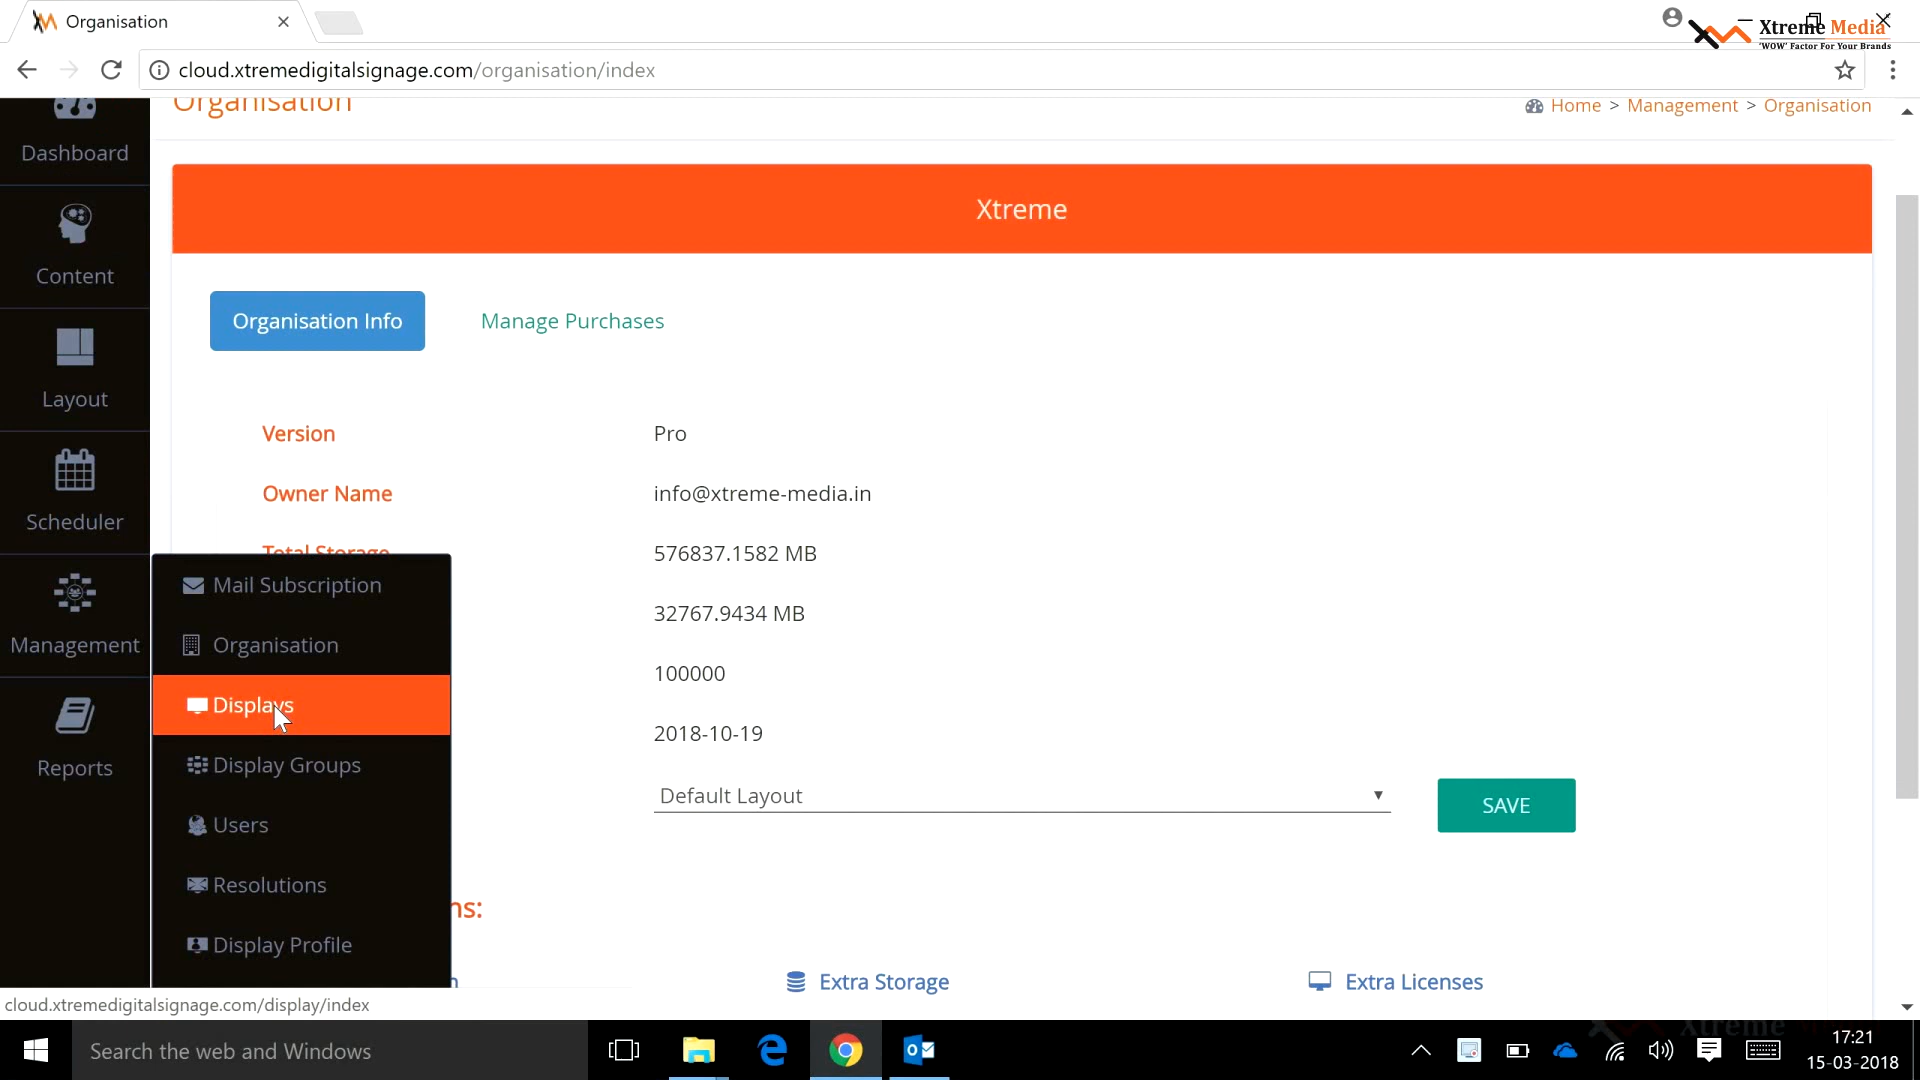 Organisation
Xtreme Media
'WOW' Factor For Your Brands
cloud.xtremedigitalsignage.com/organisation/index
Organisation
Home > Management > Organisation
Dashboard
Content
Layout
Scheduler
Management
Reports
Xtreme
Organisation Info
Manage Purchases
Version Pro
Owner Name info@xtreme-media.in
Total Storage 576837.1582 MB
32767.9434 MB
100000
2018-10-19
Default Layout
SAVE
Mail Subscription
Organisation
Displays
Display Groups
Users
Resolutions
Display Profile
ns:
n
Extra Storage
Extra Licenses
cloud.xtremedigitalsignage.com/display/index
Search the web and Windows
Xtreme
17:21
15-03-2018